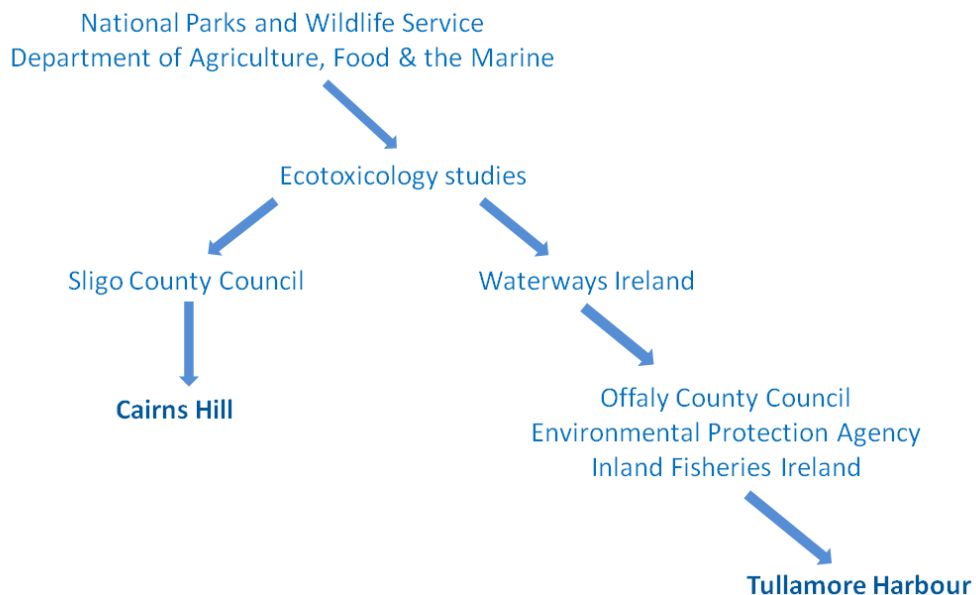 National Parks and Wildlife Service
Department of Agriculture, Food & the Marine
Ecotoxicology studies
Sligo County Council
Waterways Ireland
Cairns Hill
Offaly County Council
Environmental Protection Agency
Inland Fisheries Ireland
Tullamore Harbour